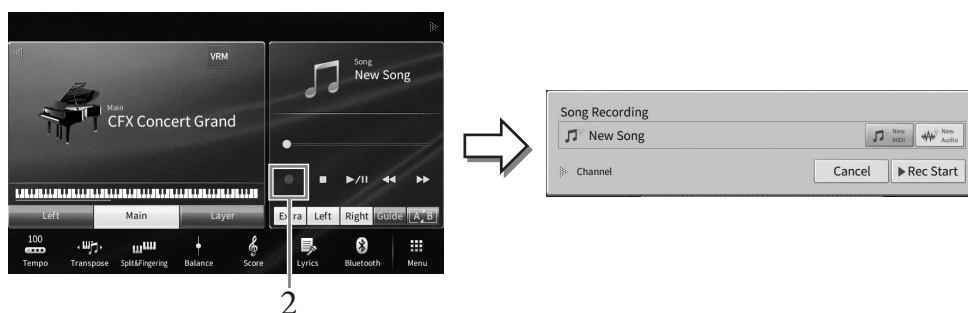 VRM
Main
CFX Concert Grand
Song
New Song
Left Main Layer
Extra Left Right Guide A B
100
Tempo Transpose Split&Fingering Balance Score Lyrics Bluetooth Menu
2
Song Recording
New Song
New MIDI
New Audio
Channel
Cancel
Rec Start